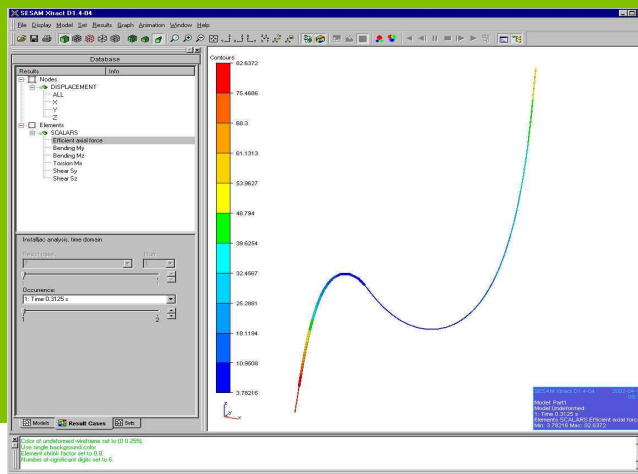 SESAM Xtract D1.4-04
File Display Model Set Results Graph Animation Window Help
Database
Results Info
Nodes
DISPLACEMENT
ALL
X
Y
Z
Elements
SCALARS
Efficient axial force
Bending My
Bending Mz
Torsion Mx
Shear Sy
Shear Sz
Installiac analysis, time domain
Occurrence:
1: Time 0.3125 s
1 2
Models Result Cases Sets
Contours
82.6372
75.4686
68.3
61.1313
53.9627
46.794
39.6254
32.4567
25.2881
18.1194
10.9508
3.78216
SESAM Xtract D1.4-04
Model: Part1
Model Undeformed
1: Time 0.3125 s
Elements SCALARS Efficient axial force
Min: 3.78216 Max: 82.6372
Color of undeformed wireframe set to (0 0 255).
Use single background color
Element shrink factor set to 0.8.
Number of significant digits set to 6.